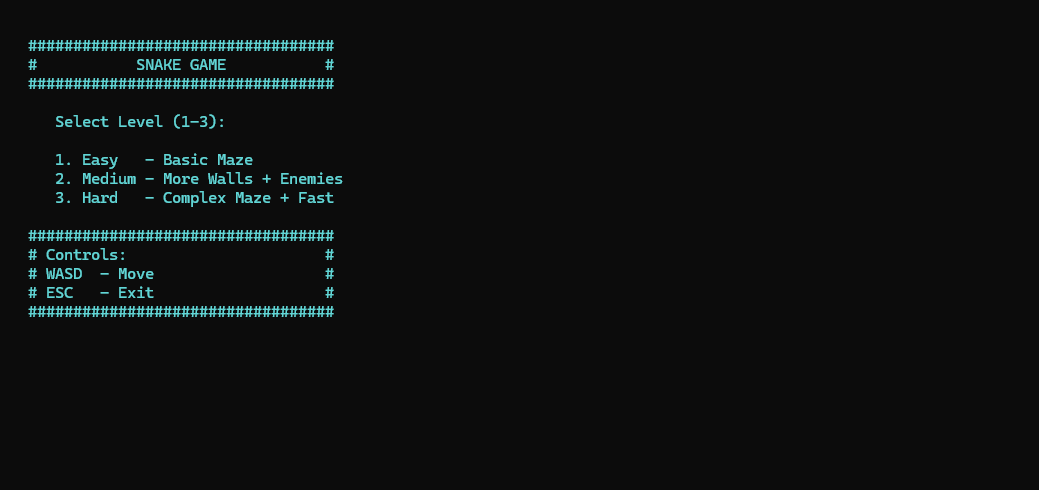 ##################################
#           SNAKE GAME           #
##################################
Select Level (1-3):
1. Easy   - Basic Maze
2. Medium - More Walls + Enemies
3. Hard   - Complex Maze + Fast
##################################
# Controls:                      #
# WASD  - Move                   #
# ESC   - Exit                   #
##################################